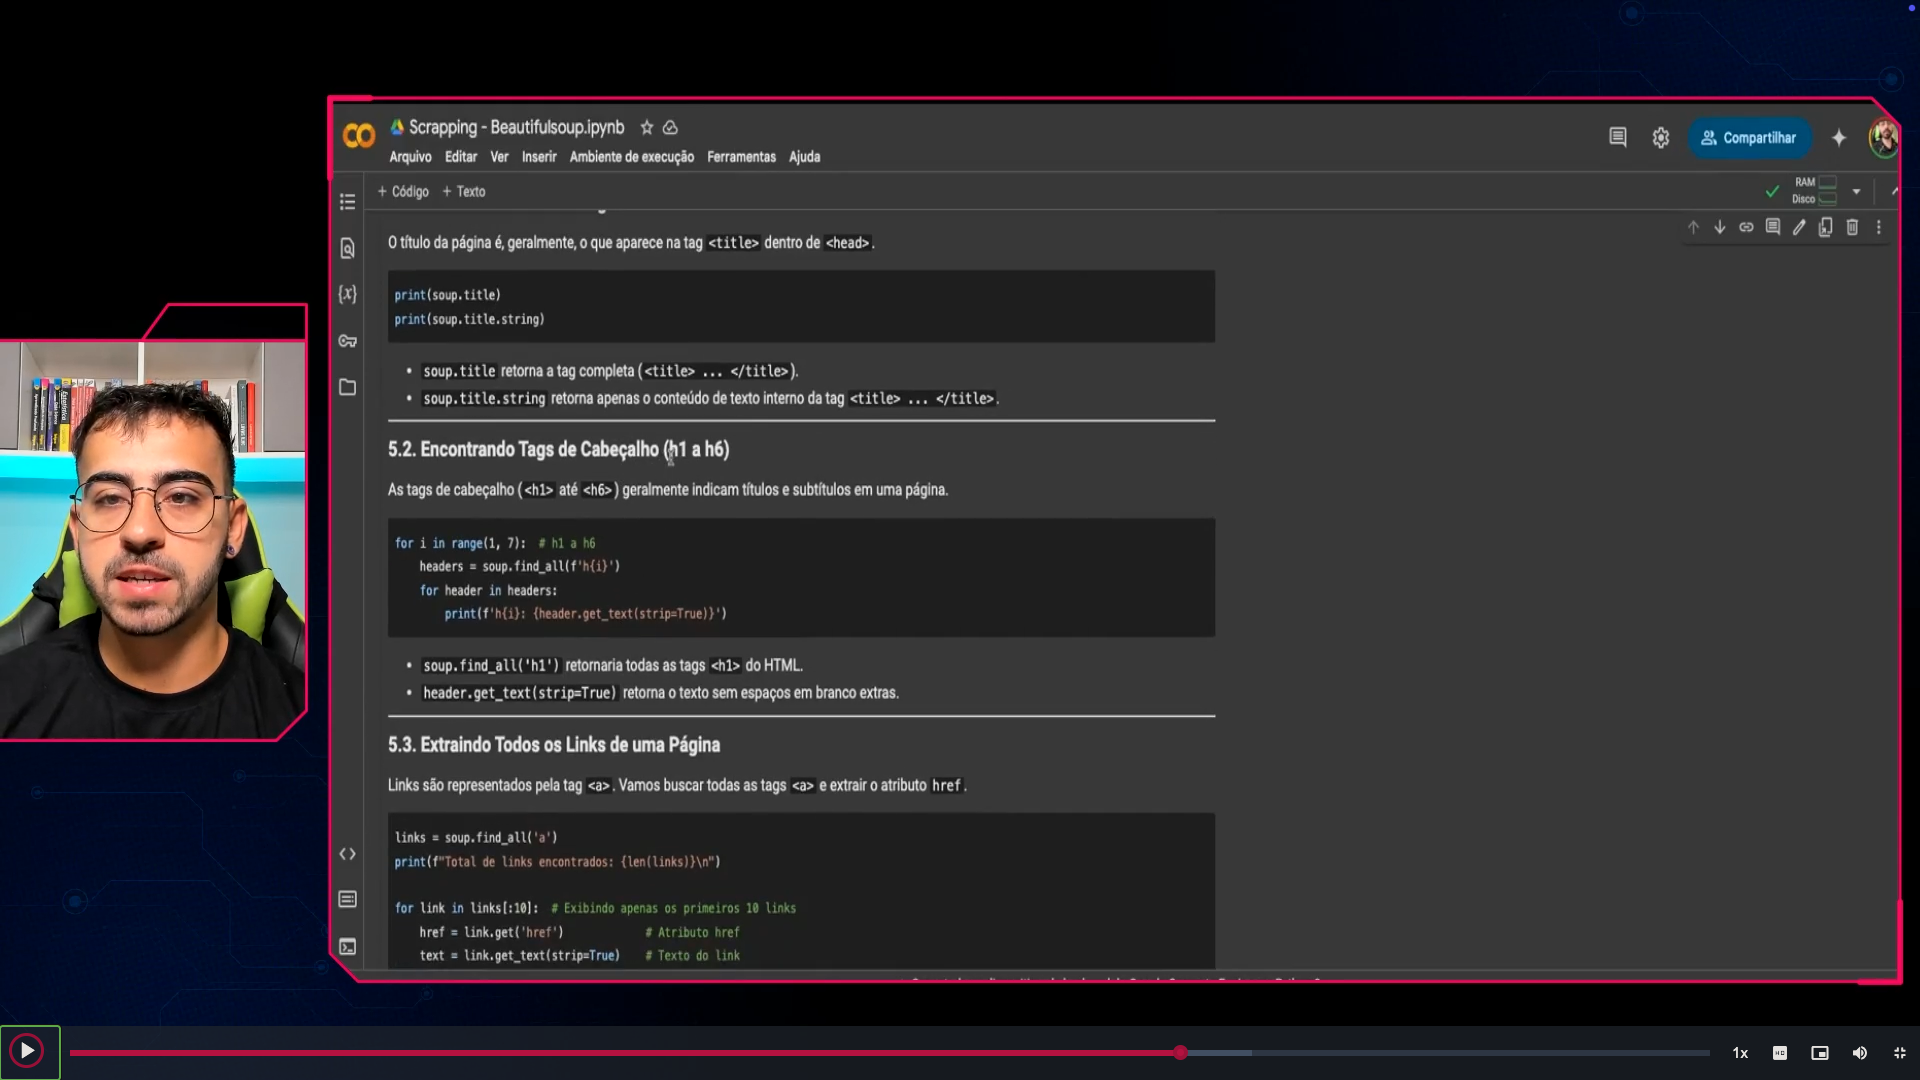 Scrapping - Beautifulsoup.ipynb
Arquivo Editar Ver Inserir Ambiente de execução Ferramentas Ajuda
Compartilhar
+ Código + Texto
RAM
Disco
O título da página é, geralmente, o que aparece na tag <title> dentro de <head>.
print(soup.title)
print(soup.title.string)
• soup.title retorna a tag completa (<title> ... </title>).
• soup.title.string retorna apenas o conteúdo de texto interno da tag <title> ... </title>.
5.2. Encontrando Tags de Cabeçalho (h1 a h6)
As tags de cabeçalho (<h1> até <h6>) geralmente indicam títulos e subtítulos em uma página.
for i in range(1, 7):  # h1 a h6
    headers = soup.find_all(f'h{i}')
    for header in headers:
        print(f'h{i}: {header.get_text(strip=True)}')
• soup.find_all('h1') retornaria todas as tags <h1> do HTML.
• header.get_text(strip=True) retorna o texto sem espaços em branco extras.
5.3. Extraindo Todos os Links de uma Página
Links são representados pela tag <a>. Vamos buscar todas as tags <a> e extrair o atributo href.
links = soup.find_all('a')
print(f"Total de links encontrados: {len(links)}\n")
for link in links[:10]:  # Exibindo apenas os primeiros 10 links
    href = link.get('href')             # Atributo href
    text = link.get_text(strip=True)    # Texto do link
1x